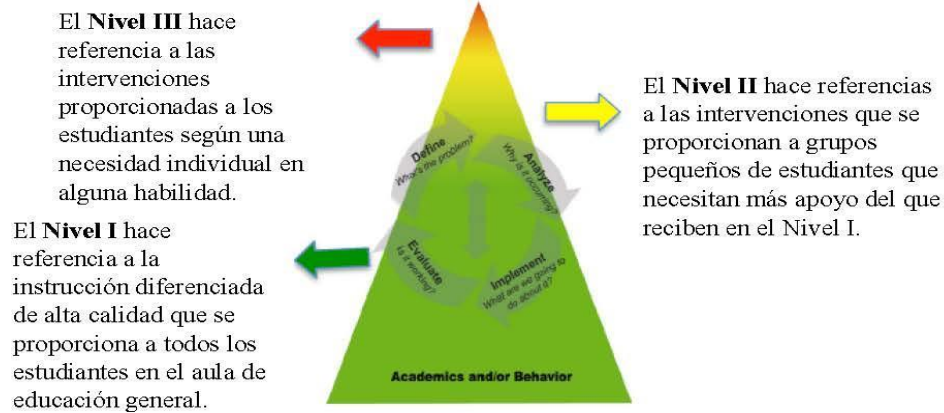 El Nivel III hace
referencia a las
intervenciones
proporcionadas a los
estudiantes según una
necesidad individual en
alguna habilidad.
El Nivel II hace referencias
a las intervenciones que se
proporcionan a grupos
pequeños de estudiantes que
necesitan más apoyo del que
reciben en el Nivel I.
El Nivel I hace
referencia a la
instrucción diferenciada
de alta calidad que se
proporciona a todos los
estudiantes en el aula de
educación general.
Define
What's the problem?
Analyze
Why is it occurring?
Implement
What are we going to
do about it?
Evaluate
Is it working?
Academics and/or Behavior